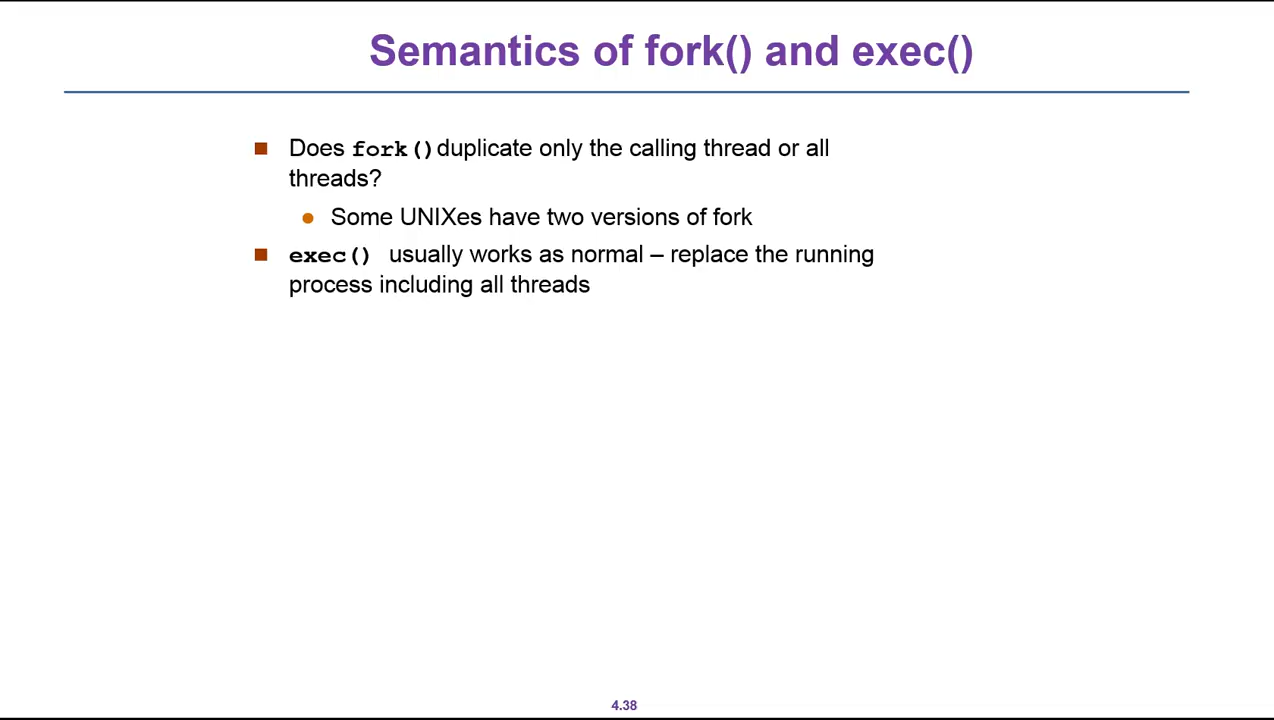 Semantics of fork() and exec()
Does fork()duplicate only the calling thread or all
threads?
Some UNIXes have two versions of fork
exec() usually works as normal – replace the running
process including all threads
4.38